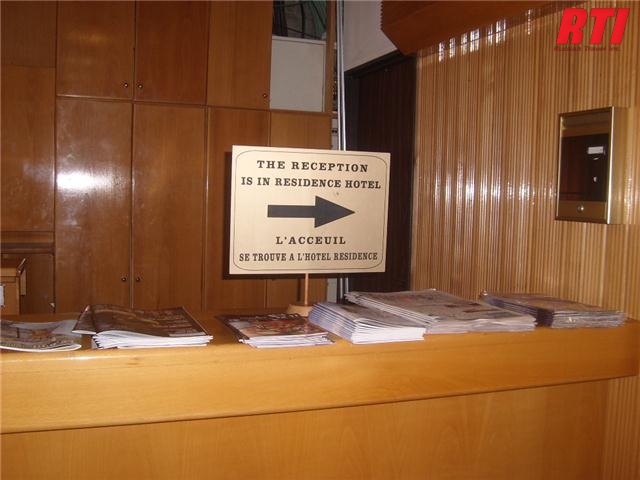 RTI
THE RECEPTION
IS IN RESIDENCE HOTEL
L'ACCEUIL
SE TROUVE A L'HOTEL RESIDENCE